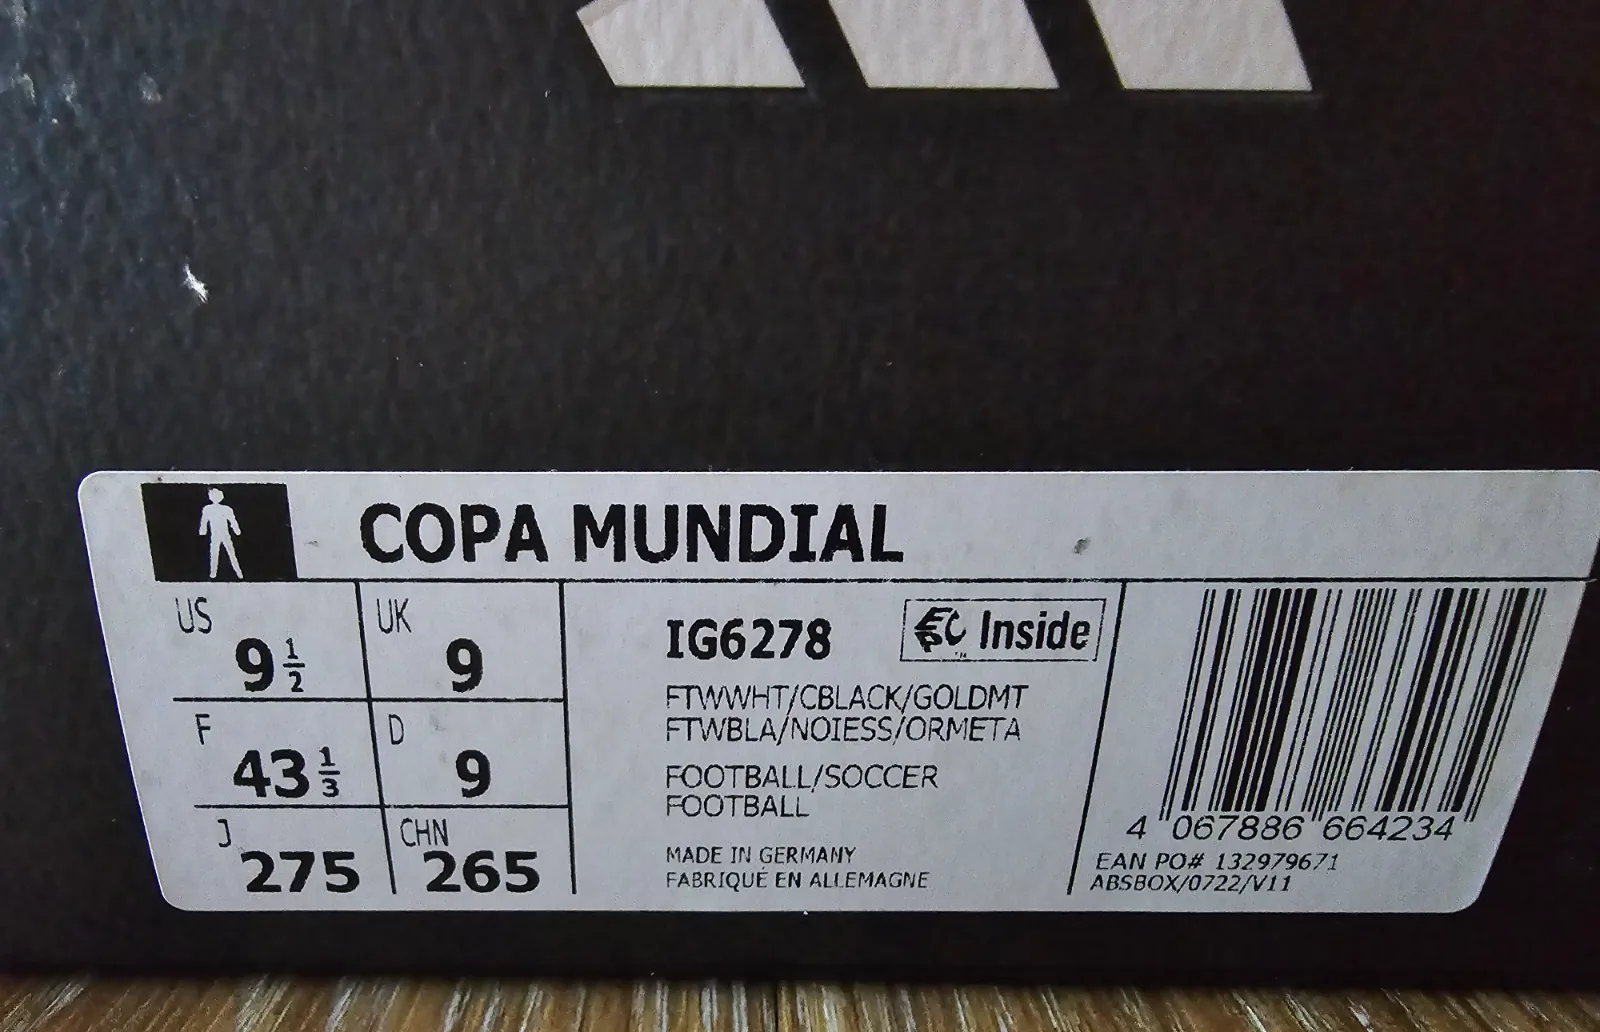 COPA MUNDIAL
US
9 1/2
UK
9
F
43 1/3
D
9
J
275
CHN
265
IG6278
EPC Inside
™
FTWWHT/CBLACK/GOLDMT
FTWBLA/NOIESS/ORMETA
FOOTBALL/SOCCER
FOOTBALL
MADE IN GERMANY
FABRIQUÉ EN ALLEMAGNE
4 067886 664234
EAN PO# 132979671
ABSBOX/0722/V11